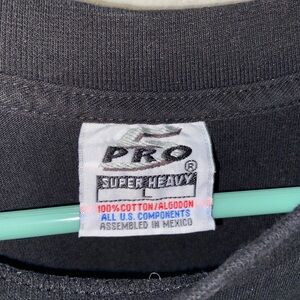 PRO
®
SUPER HEAVY
L
100% COTTON/ALGODON
ALL U.S. COMPONENTS
ASSEMBLED IN MEXICO